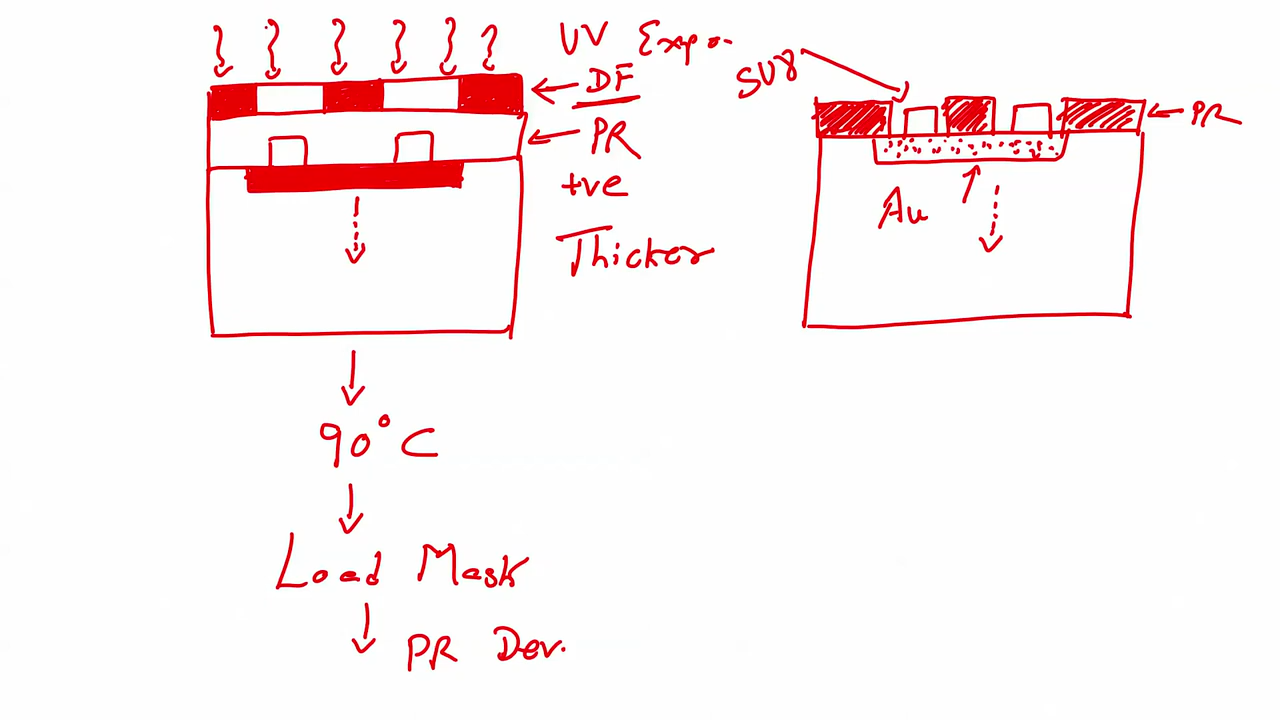 UV Expo.
DF
PR
+ve
Thicker
90°C
Load Mask
PR Dev.
SU8
PR
Au